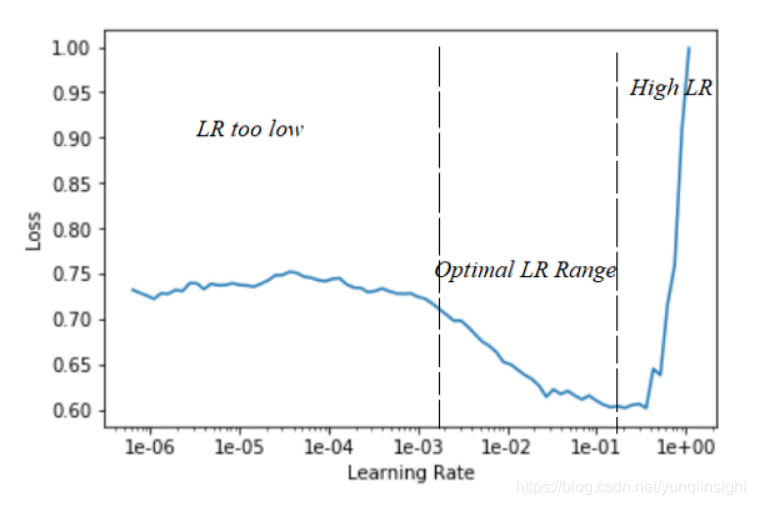 1.00
0.95
0.90
0.85
0.80
0.75
0.70
0.65
0.60
Loss
LR too low
Optimal LR Range
High LR
1e-06 1e-05 1e-04 1e-03 1e-02 1e-01 1e+00
Learning Rate
https://blog.csdn.net/yunqiinsight